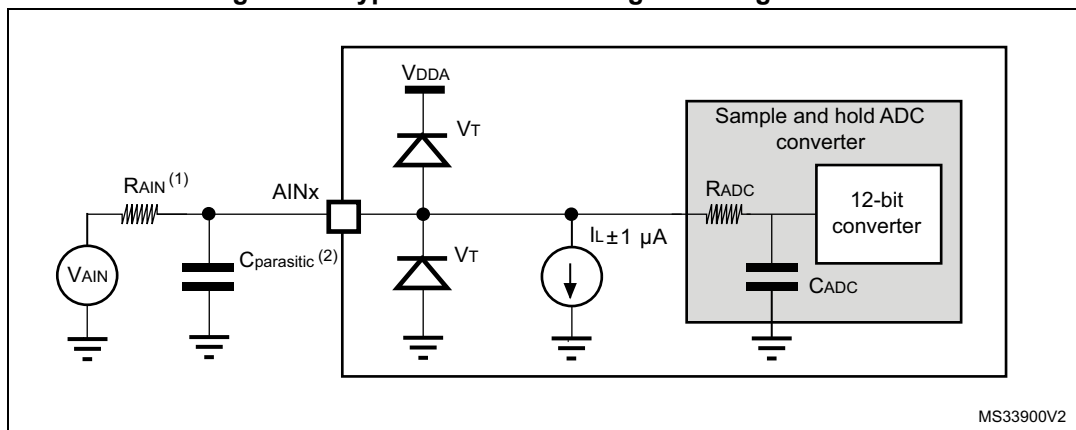 VDDA
Sample and hold ADC
converter
VT
RAIN (1)
AINx
RADC
12-bit
converter
IL±1 µA
VT
Cparasitic (2)
VAIN
CADC
MS33900V2